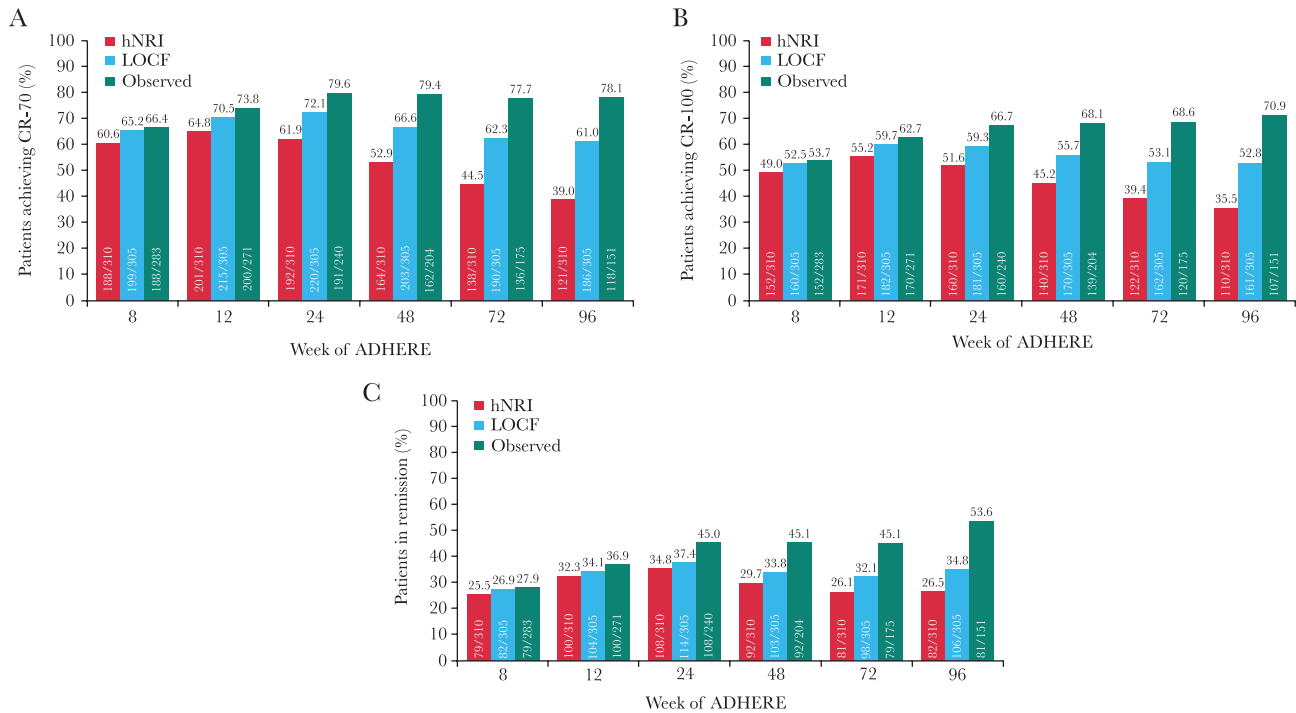 A
Patients achieving CR-70 (%)
100
90
80
70
60
50
40
30
20
10
0
hNRI
LOCF
Observed
60.6 65.2 66.4
64.8 70.5 73.8
61.9 72.1 79.6
52.9 66.6 79.4
44.5 62.3 77.7
39.0 61.0 78.1
188/310 199/305 188/283
201/310 215/305 200/271
192/310 220/305 191/240
164/310 203/305 162/204
138/310 190/305 136/175
121/310 186/305 118/151
8 12 24 48 72 96
Week of ADHERE
B
Patients achieving CR-100 (%)
100
90
80
70
60
50
40
30
20
10
0
hNRI
LOCF
Observed
49.0 52.5 53.7
55.2 59.7 62.7
51.6 59.3 66.7
45.2 55.7 68.1
39.4 53.1 68.6
35.5 52.8 70.9
152/310 160/305 152/283
171/310 182/305 170/271
160/310 181/305 160/240
140/310 170/305 139/204
122/310 162/305 120/175
110/310 161/305 107/151
8 12 24 48 72 96
Week of ADHERE
C
Patients in remission (%)
100
90
80
70
60
50
40
30
20
10
0
hNRI
LOCF
Observed
25.5 26.9 27.9
32.3 34.1 36.9
34.8 37.4 45.0
29.7 33.8 45.1
26.1 32.1 45.1
26.5 34.8 53.6
79/310 82/305 79/283
100/310 104/305 100/271
108/310 114/305 108/240
92/310 103/305 92/204
81/310 98/305 79/175
82/310 106/305 81/151
8 12 24 48 72 96
Week of ADHERE